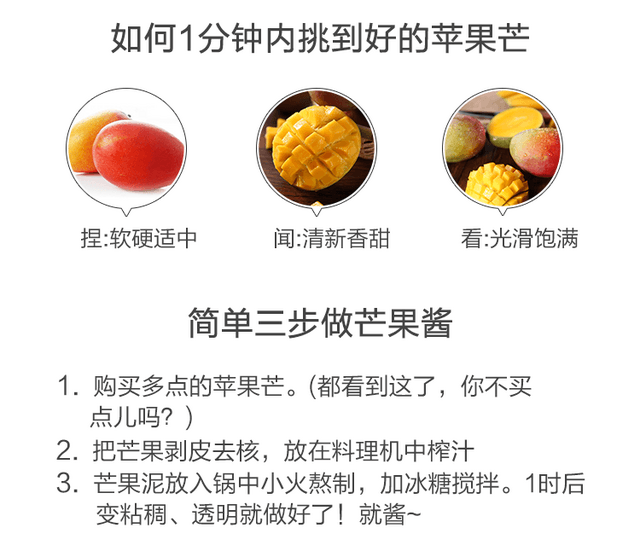 如何1分钟内挑到好的苹果芒
捏:软硬适中
闻:清新香甜
看:光滑饱满
简单三步做芒果酱
1. 购买多点的苹果芒。(都看到这了，你不买
点儿吗？)
2. 把芒果剥皮去核，放在料理机中榨汁
3. 芒果泥放入锅中小火熬制，加冰糖搅拌。1时后
变粘稠、透明就做好了！就酱~